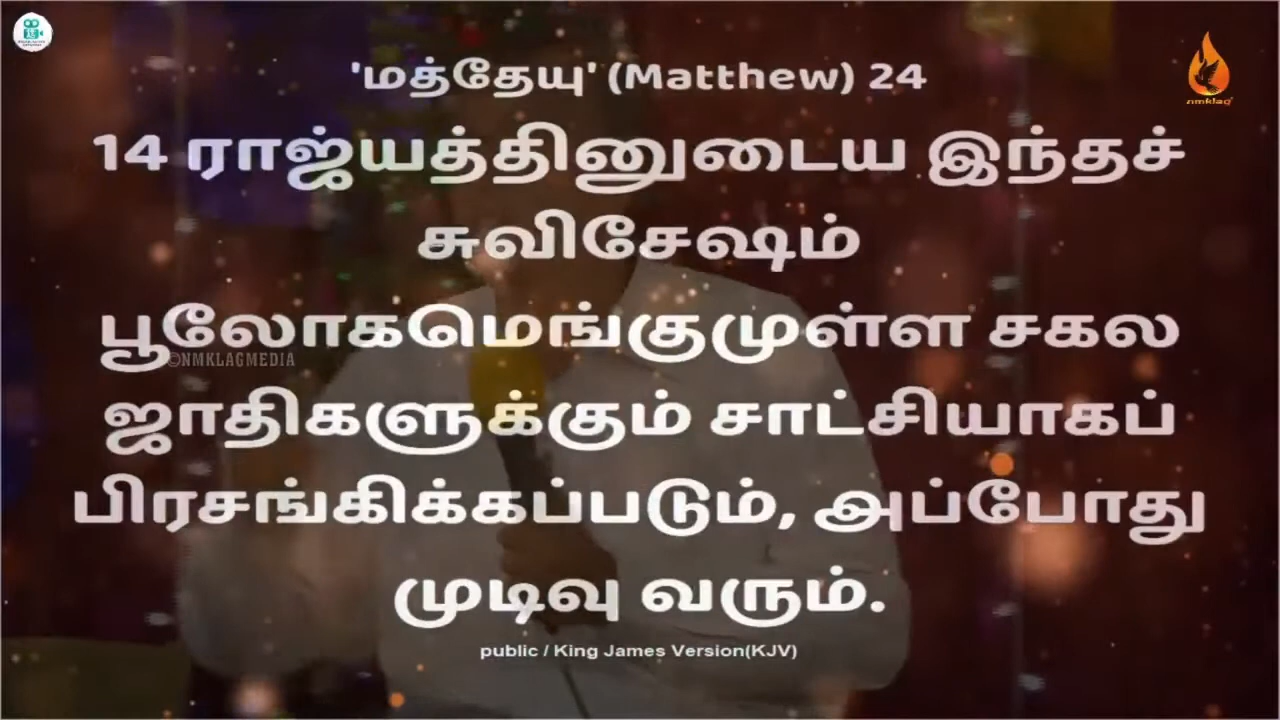 'மத்தேயு' (Matthew) 24
nmklag
14 ராஜ்யத்தினுடைய இந்தச்
சுவிசேஷம்
பூலோகமெங்குமுள்ள சகல
©NMKLAGMEDIA
ஜாதிகளுக்கும் சாட்சியாகப்
பிரசங்கிக்கப்படும், அப்போது
முடிவு வரும்.
public / King James Version(KJV)